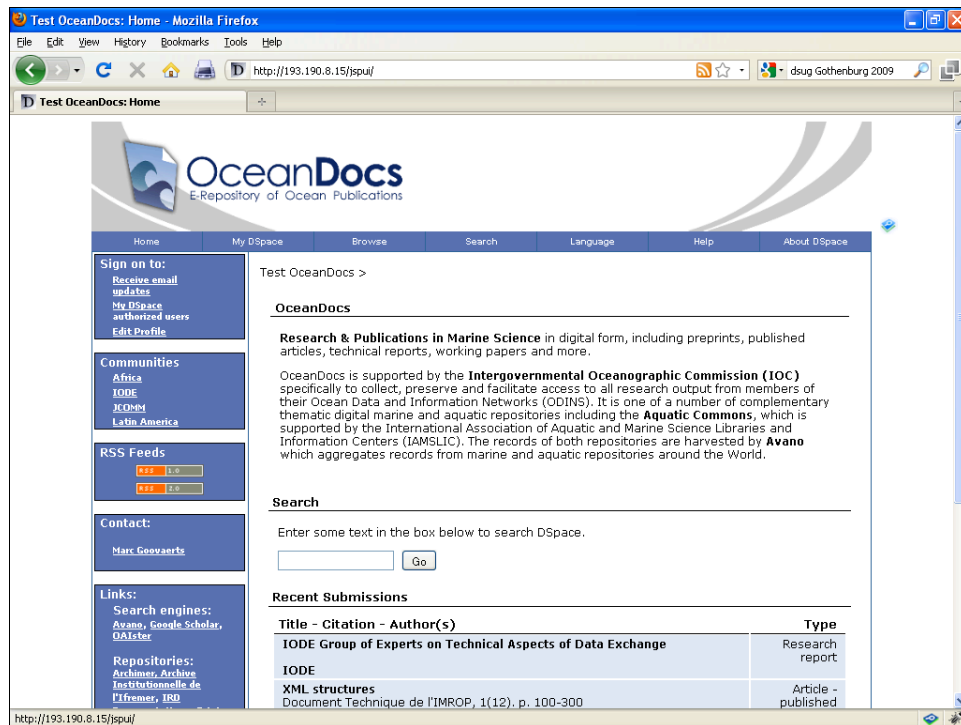 Test OceanDocs: Home - Mozilla Firefox
File Edit View History Bookmarks Tools Help
http://193.190.8.15/jspui/
dsug Gothenburg 2009
Test OceanDocs: Home
OceanDocs
E-Repository of Ocean Publications
Home My DSpace Browse Search Language Help About DSpace
Sign on to:
Receive email
updates
My DSpace
authorized users
Edit Profile
Communities
Africa
IODE
JCOMM
Latin America
RSS Feeds
RSS 1.0
RSS 2.0
Contact:
Marc Goovaerts
Links:
Search engines:
Avano, Google Scholar,
OAIster
Repositories:
Archimer, Archive
Institutionnelle de
l'Ifremer, IRD
Test OceanDocs >
OceanDocs
Research & Publications in Marine Science in digital form, including preprints, published
articles, technical reports, working papers and more.
OceanDocs is supported by the Intergovernmental Oceanographic Commission (IOC)
specifically to collect, preserve and facilitate access to all research output from members of
their Ocean Data and Information Networks (ODINS). It is one of a number of complementary
thematic digital marine and aquatic repositories including the Aquatic Commons, which is
supported by the International Association of Aquatic and Marine Science Libraries and
Information Centers (IAMSLIC). The records of both repositories are harvested by Avano
which aggregates records from marine and aquatic repositories around the World.
Search
Enter some text in the box below to search DSpace.
Go
Recent Submissions
Title - Citation - Author(s) Type
IODE Group of Experts on Technical Aspects of Data Exchange Research
report
IODE
XML structures Article -
Document Technique de l'IMROP, 1(12). p. 100-300 published
http://193.190.8.15/jspui/